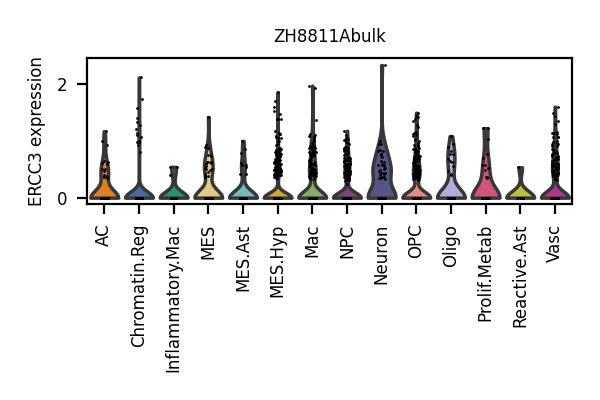 ZH8811Abulk
ERCC3 expression
2
0
AC
Chromatin.Reg
Inflammatory.Mac
MES
MES.Ast
MES.Hyp
Mac
NPC
Neuron
OPC
Oligo
Prolif.Metab
Reactive.Ast
Vasc